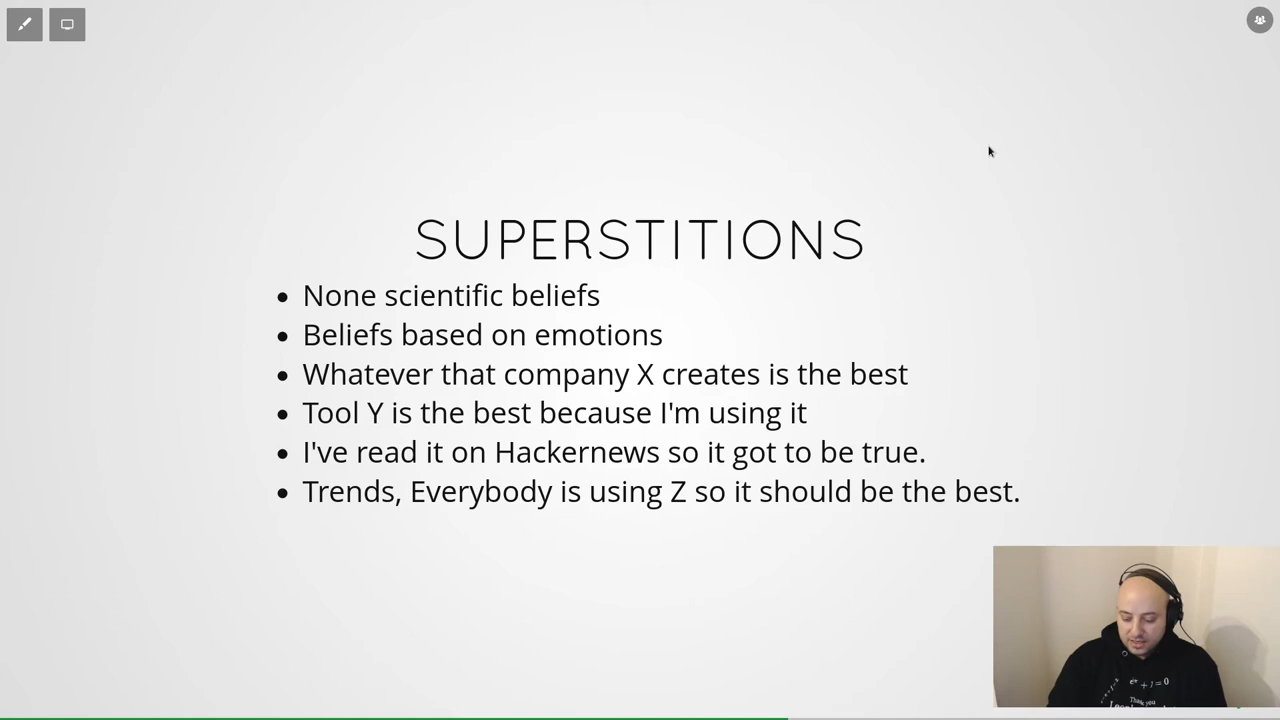 SUPERSTITIONS
None scientific beliefs
Beliefs based on emotions
Whatever that company X creates is the best
Tool Y is the best because I'm using it
I've read it on Hackernews so it got to be true.
Trends, Everybody is using Z so it should be the best.
Thank you